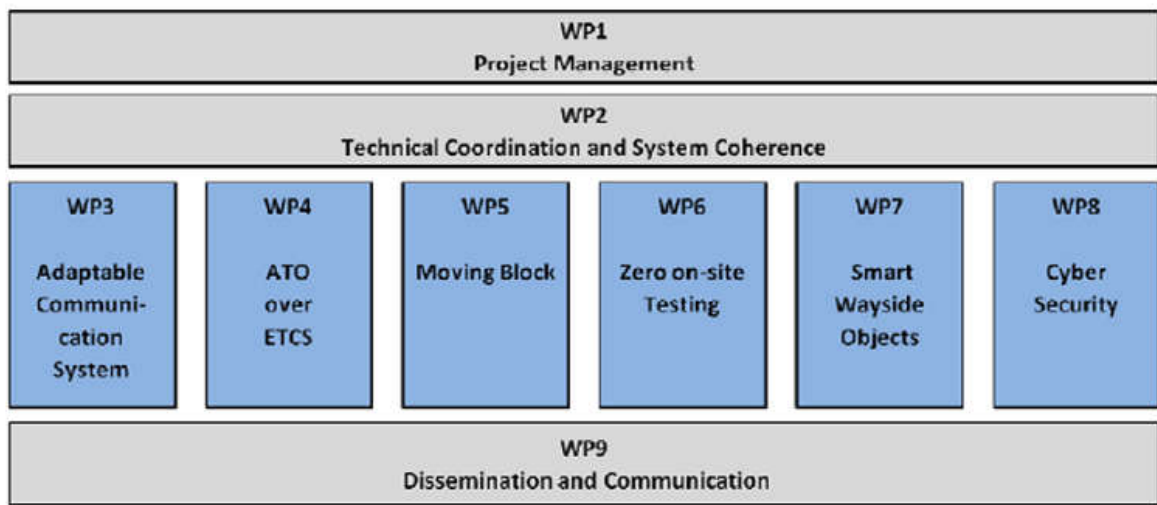 WP1
Project Management
WP2
Technical Coordination and System Coherence
WP3
Adaptable
Communi-
cation
System
WP4
ATO
over
ETCS
WP5
Moving Block
WP6
Zero on-site
Testing
WP7
Smart
Wayside
Objects
WP8
Cyber
Security
WP9
Dissemination and Communication